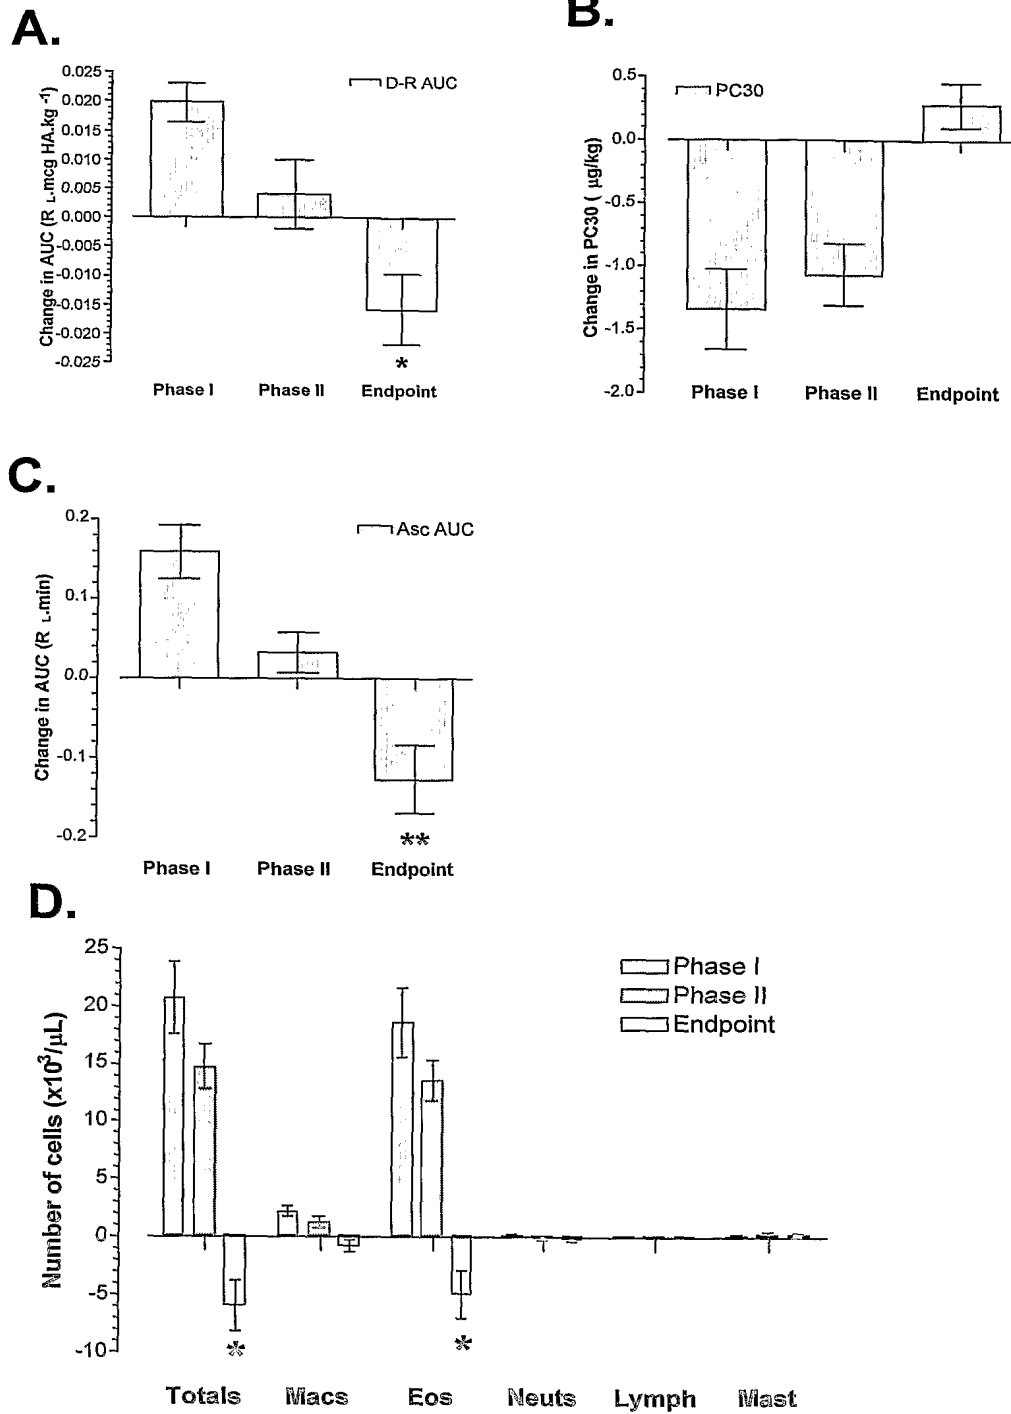 A.
Change in AUC (R L.mcg HA.kg -1)
0.025
0.020
0.015
0.010
0.005
0.000
-0.005
-0.010
-0.015
-0.020
-0.025
D-R AUC
*
Phase I Phase II Endpoint
B.
Change in PC30 ( μg/kg)
0.5
0.0
-0.5
-1.0
-1.5
-2.0
PC30
Phase I Phase II Endpoint
C.
Change in AUC (R L.min)
0.2
0.1
0.0
-0.1
-0.2
Asc AUC
**
Phase I Phase II Endpoint
D.
Number of cells (x10³/μL)
25
20
15
10
5
0
-5
-10
Phase I
Phase II
Endpoint
* *
Totals Macs Eos Neuts Lymph Mast